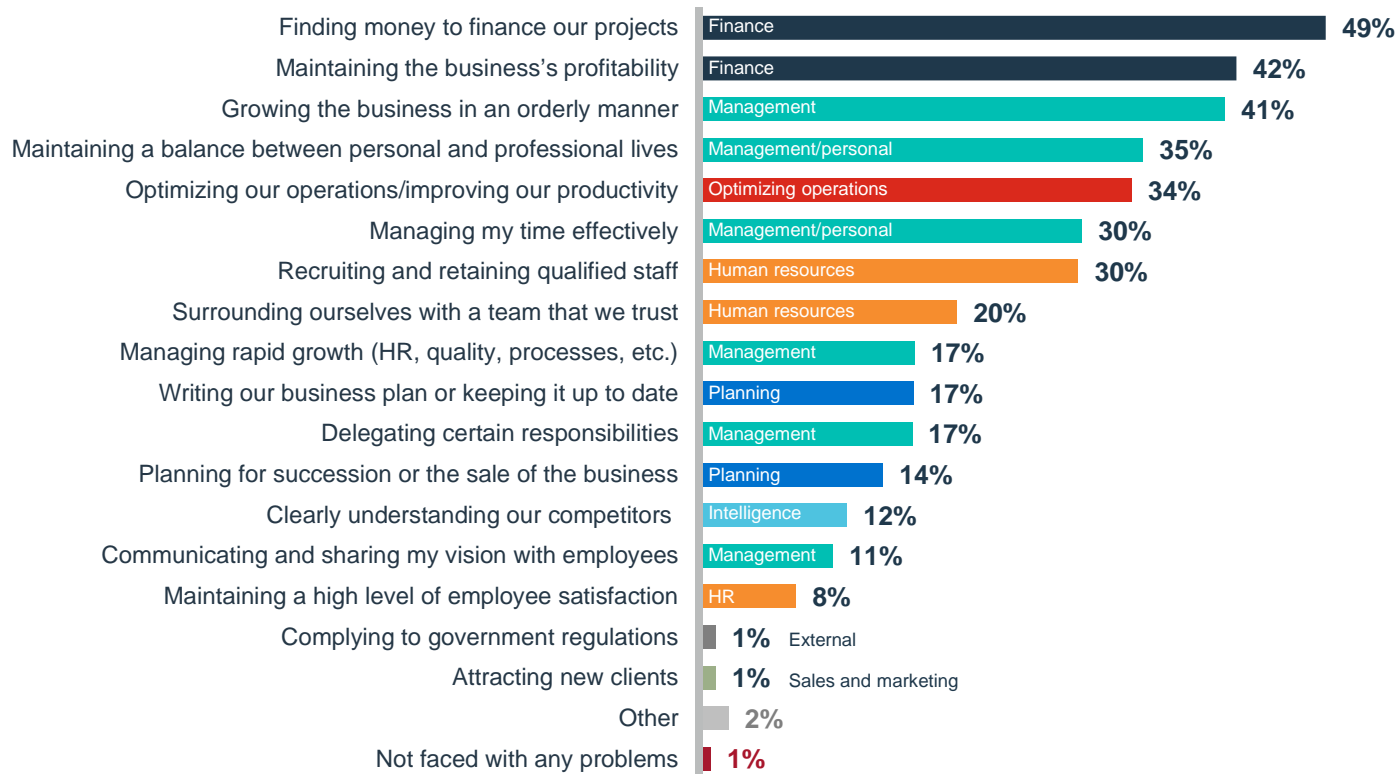 Finding money to finance our projects Finance 49%
Maintaining the business’s profitability Finance 42%
Growing the business in an orderly manner Management 41%
Maintaining a balance between personal and professional lives Management/personal 35%
Optimizing our operations/improving our productivity Optimizing operations 34%
Managing my time effectively Management/personal 30%
Recruiting and retaining qualified staff Human resources 30%
Surrounding ourselves with a team that we trust Human resources 20%
Managing rapid growth (HR, quality, processes, etc.) Management 17%
Writing our business plan or keeping it up to date Planning 17%
Delegating certain responsibilities Management 17%
Planning for succession or the sale of the business Planning 14%
Clearly understanding our competitors Intelligence 12%
Communicating and sharing my vision with employees Management 11%
Maintaining a high level of employee satisfaction HR 8%
Complying to government regulations 1% External
Attracting new clients 1% Sales and marketing
Other 2%
Not faced with any problems 1%